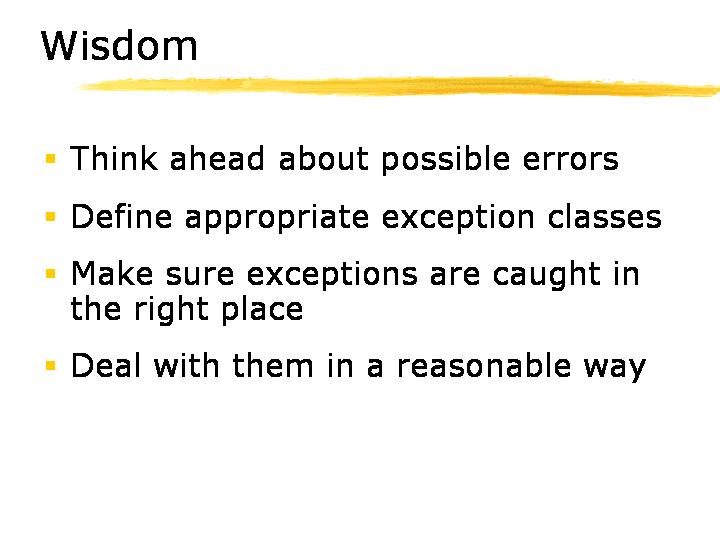 Wisdom
▪ Think ahead about possible errors
▪ Define appropriate exception classes
▪ Make sure exceptions are caught in
the right place
▪ Deal with them in a reasonable way